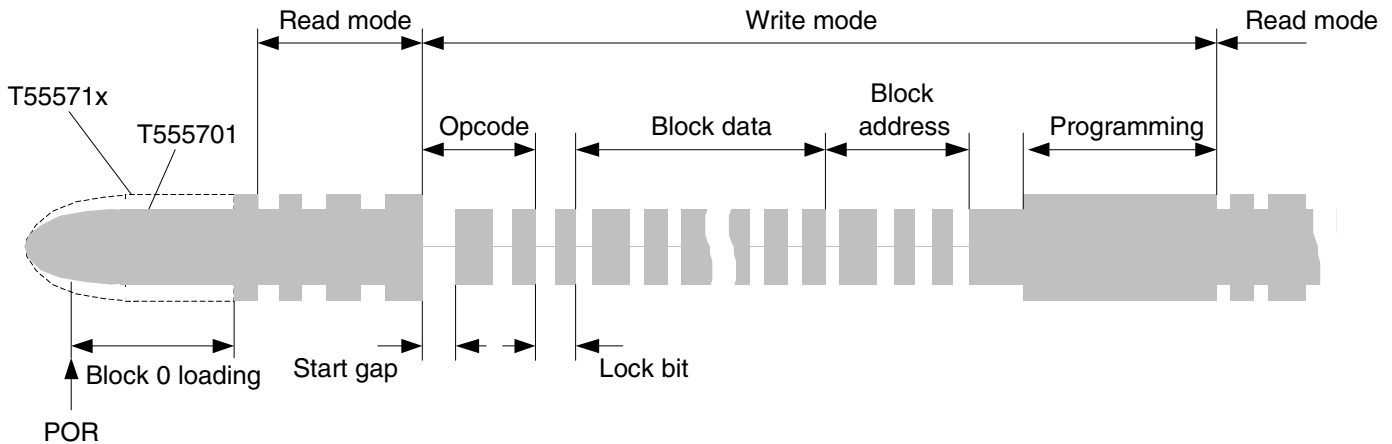 Read mode
Write mode
Read mode
T55571x
T555701
Opcode
Block data
Block
address
Programming
Block 0 loading
Start gap
Lock bit
POR